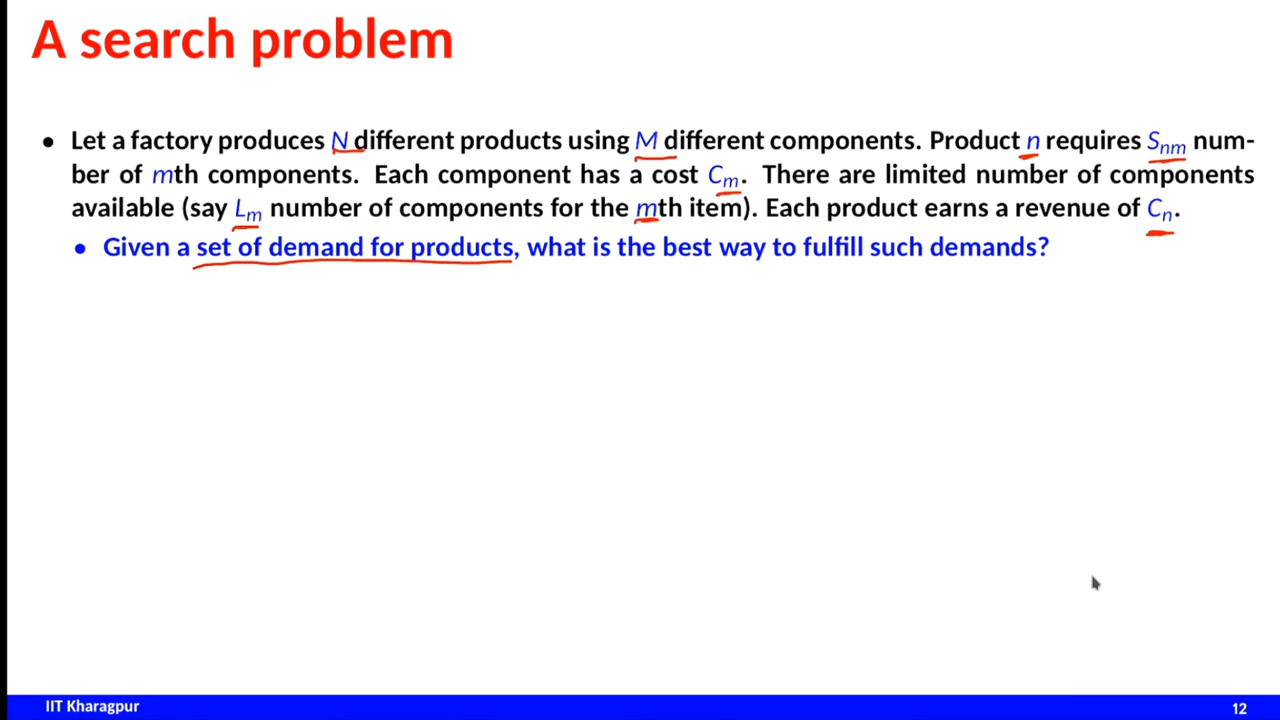 A search problem
• Let a factory produces N different products using M different components. Product n requires Snm num-
ber of mth components. Each component has a cost Cm. There are limited number of components
available (say Lm number of components for the mth item). Each product earns a revenue of Cn.
• Given a set of demand for products, what is the best way to fulfill such demands?
IIT Kharagpur
12